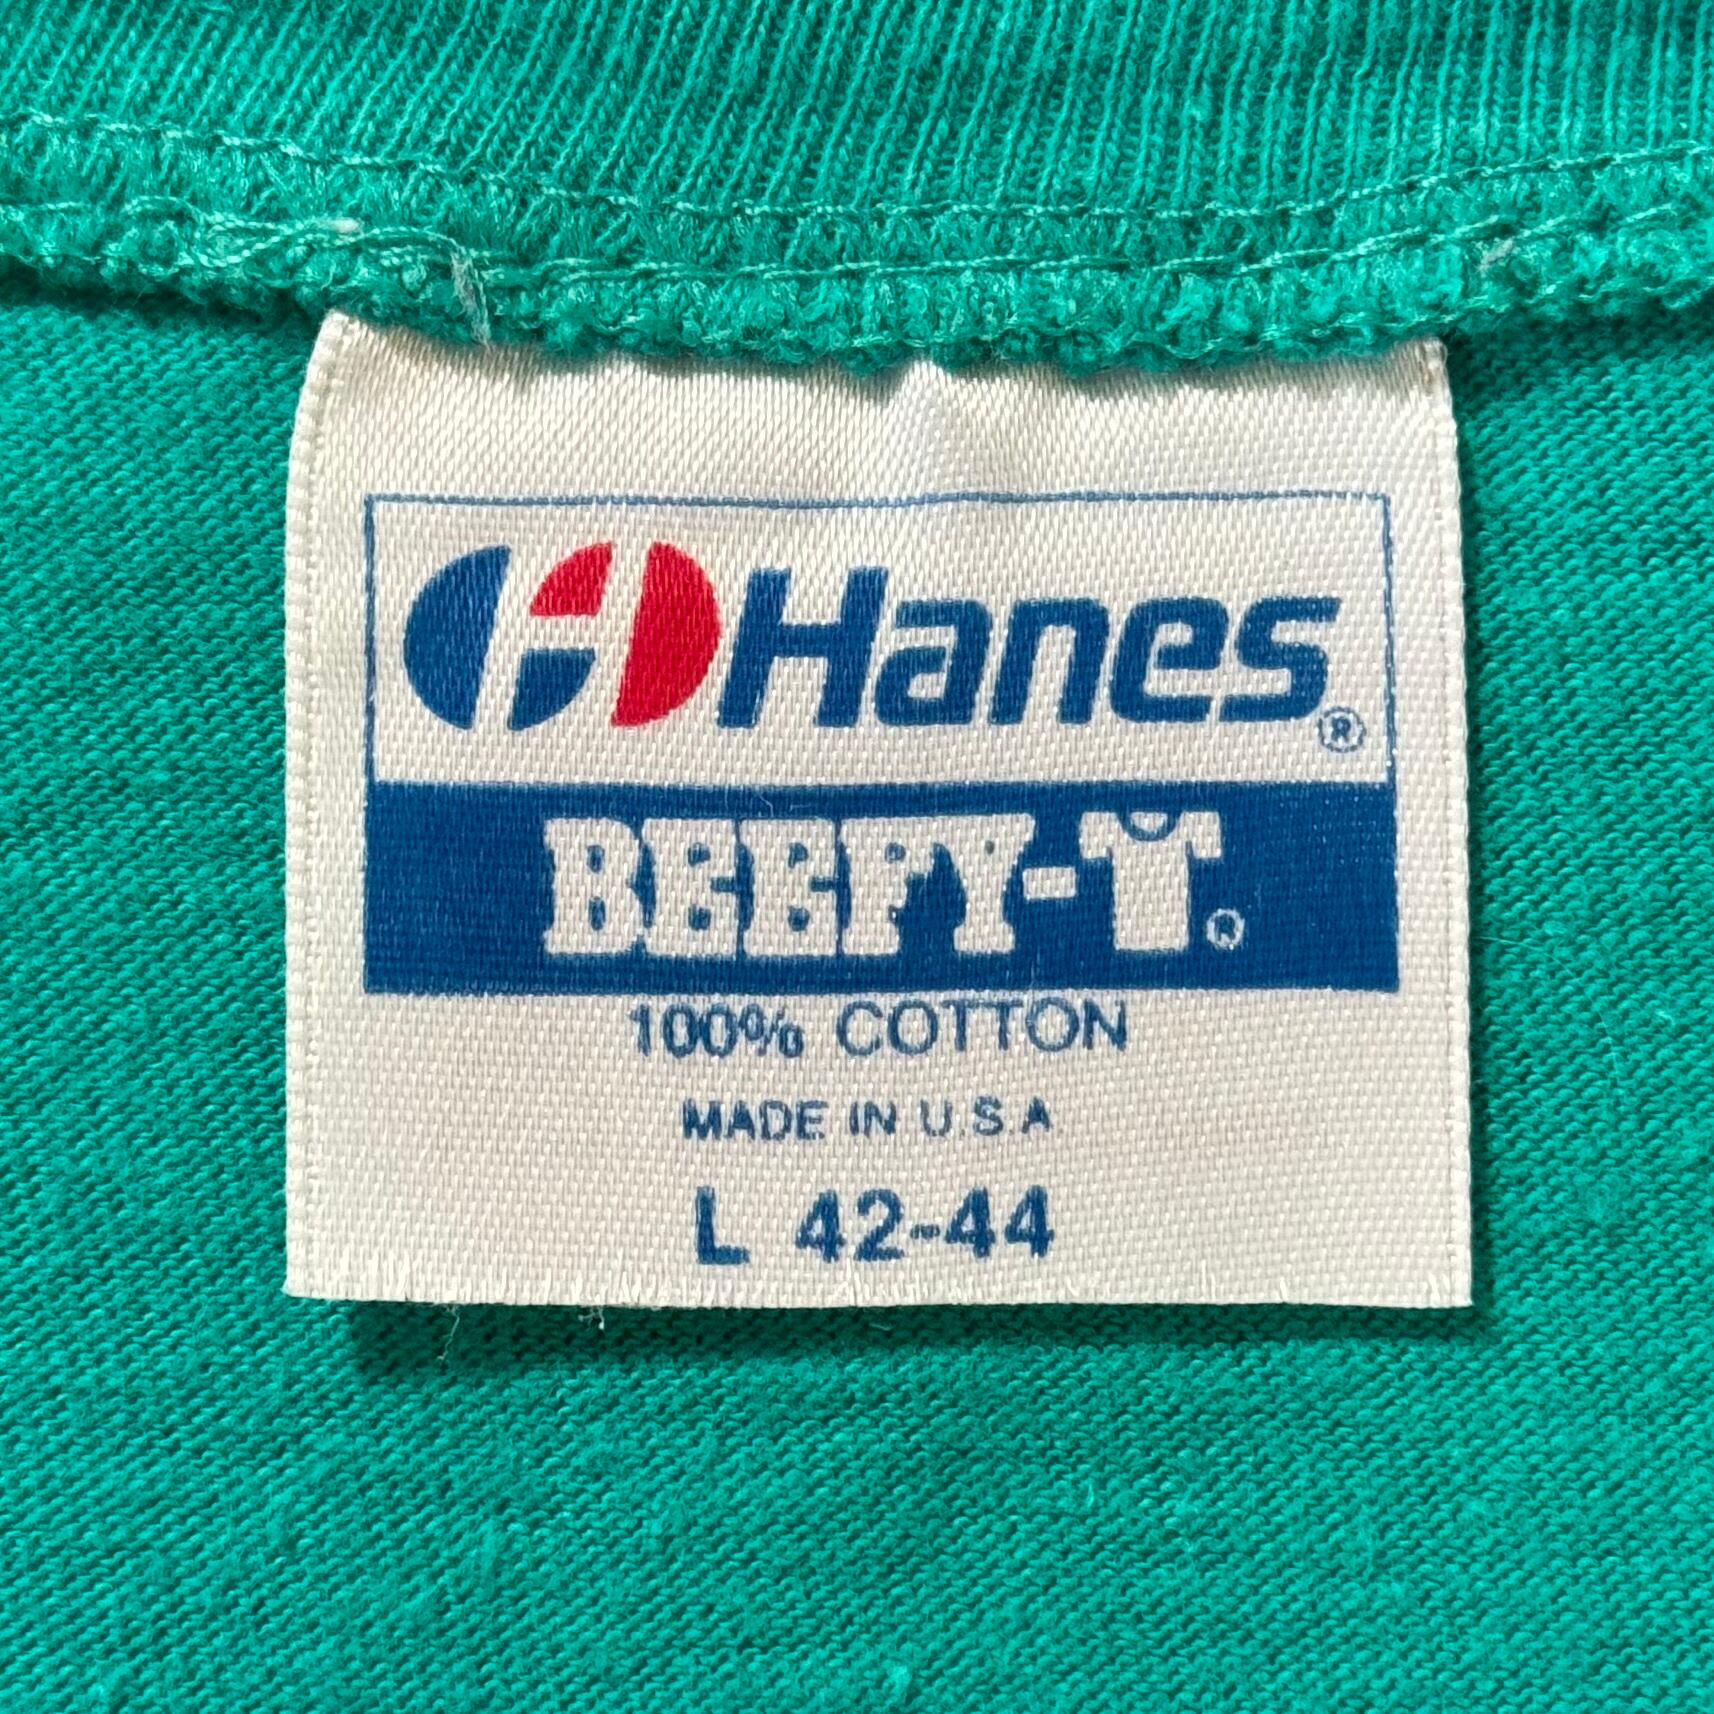 Hanes®
BEEFY-T®
100% COTTON
MADE IN U.S.A
L 42-44